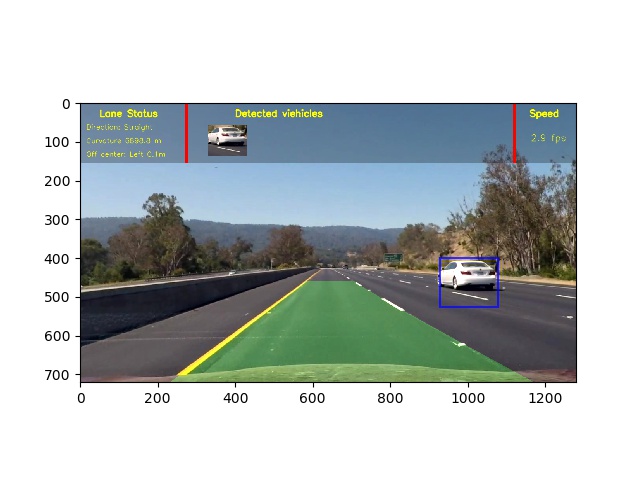 Lane Status
Detected viehicles
Speed
Direction: Straight
Curvature m
Off center: Left 0.1m
2.9 fps
0
100
200
300
400
500
600
700
0
200
400
600
800
1000
1200